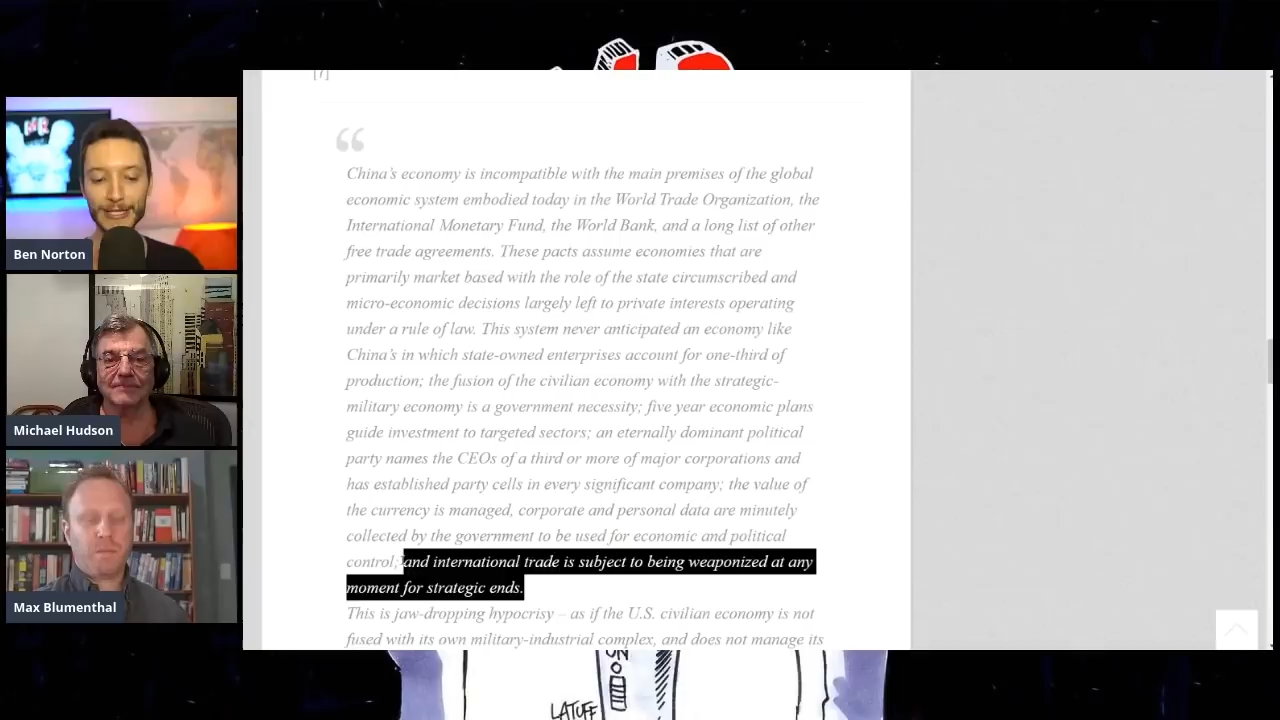 [7]
China’s economy is incompatible with the main premises of the global
economic system embodied today in the World Trade Organization, the
International Monetary Fund, the World Bank, and a long list of other
free trade agreements. These pacts assume economies that are
primarily market based with the role of the state circumscribed and
micro-economic decisions largely left to private interests operating
under a rule of law. This system never anticipated an economy like
China’s in which state-owned enterprises account for one-third of
production; the fusion of the civilian economy with the strategic-
military economy is a government necessity; five year economic plans
guide investment to targeted sectors; an eternally dominant political
party names the CEOs of a third or more of major corporations and
has established party cells in every significant company; the value of
the currency is managed, corporate and personal data are minutely
collected by the government to be used for economic and political
control; and international trade is subject to being weaponized at any
moment for strategic ends.
This is jaw-dropping hypocrisy – as if the U.S. civilian economy is not
fused with its own military-industrial complex, and does not manage its
Ben Norton
Michael Hudson
Max Blumenthal
LATUFF